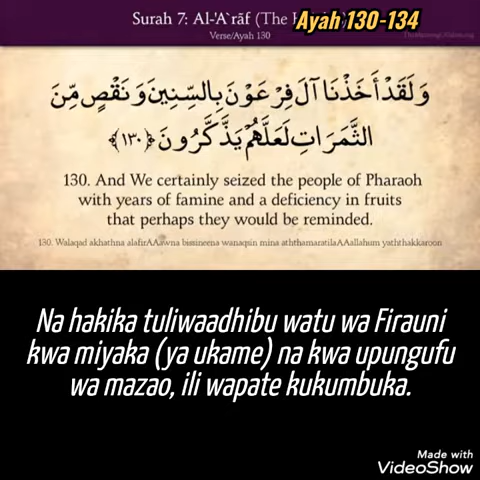 Surah 7: Al-'A`rāf (The
Ayah 130-134
Verse/Ayah 130
وَلَقَدْ أَخَذْنَا آلَ فِرْعَوْنَ بِالسِّنِينَ وَنَقْصٍ مِّنَ
الثَّمَرَاتِ لَعَلَّهُمْ يَذَّكَّرُونَ ﴿١٣٠﴾
130. And We certainly seized the people of Pharaoh
with years of famine and a deficiency in fruits
that perhaps they would be reminded.
130. Walaqad akhathna alafirAAawna bissineena wanaqsin mina aththamaratilaAAallahum yaththakkaroon
Na hakika tuliwaadhibu watu wa Firauni
kwa miyaka (ya ukame) na kwa upungufu
wa mazao, ili wapate kukumbuka.
Made with
VideoShow